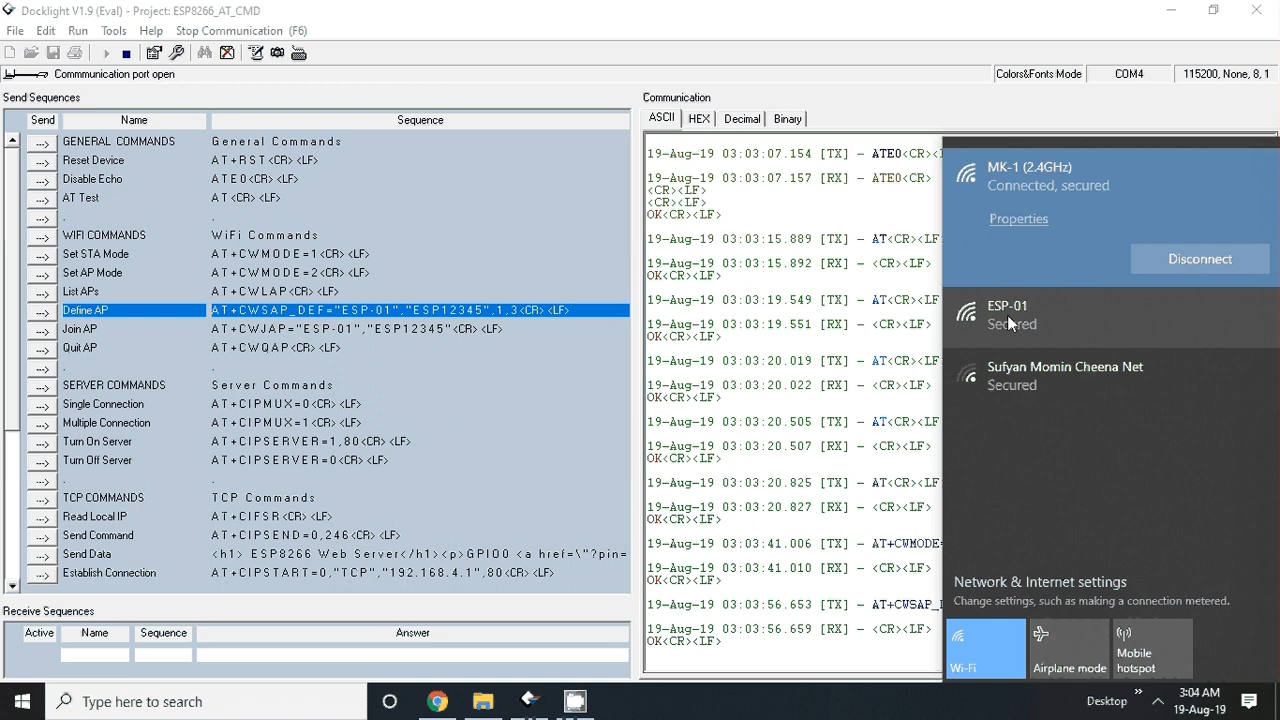 Docklight V1.9 (Eval) - Project: ESP8266_AT_CMD
File Edit Run Tools Help Stop Communication (F6)
Commmunication port open
Colors&Fonts Mode COM4 115200, None, 8, 1
Send Sequences
Send Name Sequence
---> GENERAL COMMANDS General Commands
---> Reset Device AT+RST<CR><LF>
---> Disable Echo ATE0<CR><LF>
---> AT Test AT<CR><LF>
---> . .
---> WIFI COMMANDS WiFi Commands
---> Set STA Mode AT+CWMODE=1<CR><LF>
---> Set AP Mode AT+CWMODE=2<CR><LF>
---> List APs AT+CWLAP<CR><LF>
---> Define AP AT+CWSAP_DEF="ESP-01","ESP12345",1,3<CR><LF>
---> Join AP AT+CWJAP="ESP-01","ESP12345"<CR><LF>
---> Quit AP AT+CWQAP<CR><LF>
---> . .
---> SERVER COMMANDS Server Commands
---> Single Connection AT+CIPMUX=0<CR><LF>
---> Multiple Connection AT+CIPMUX=1<CR><LF>
---> Turn On Server AT+CIPSERVER=1,80<CR><LF>
---> Turn Off Server AT+CIPSERVER=0<CR><LF>
---> . .
---> TCP COMMANDS TCP Commands
---> Read Local IP AT+CIFSR<CR><LF>
---> Send Command AT+CIPSEND=0,246<CR><LF>
---> Send Data <h1> ESP8266 Web Server</h1><p>GPIO0 <a href=\"?pin=
---> Establish Connection AT+CIPSTART=0,"TCP","192.168.4.1",80<CR><LF>
Receive Sequences
Active Name Sequence Answer
Communication
ASCII HEX Decimal Binary
19-Aug-19 03:03:07.154 [TX] - ATE0<CR><L
19-Aug-19 03:03:07.157 [RX] - ATE0<CR>
<CR><LF>
<CR><LF>
OK<CR><LF>
19-Aug-19 03:03:15.889 [TX] - AT<CR><LF
19-Aug-19 03:03:15.892 [RX] - <CR><LF>
OK<CR><LF>
19-Aug-19 03:03:19.549 [TX] - AT<CR><LF
19-Aug-19 03:03:19.551 [RX] - <CR><LF>
OK<CR><LF>
19-Aug-19 03:03:20.019 [TX] - AT<CR><LF
19-Aug-19 03:03:20.022 [RX] - <CR><LF>
OK<CR><LF>
19-Aug-19 03:03:20.505 [TX] - AT<CR><LF
19-Aug-19 03:03:20.507 [RX] - <CR><LF>
OK<CR><LF>
19-Aug-19 03:03:20.825 [TX] - AT<CR><LF
19-Aug-19 03:03:20.827 [RX] - <CR><LF>
OK<CR><LF>
19-Aug-19 03:03:41.006 [TX] - AT+CWMODE=
19-Aug-19 03:03:41.010 [RX] - <CR><LF>
OK<CR><LF>
19-Aug-19 03:03:56.653 [TX] - AT+CWSAP_
19-Aug-19 03:03:56.659 [RX] - <CR><LF>
OK<CR><LF>
MK-1 (2.4GHz)
Connected, secured
Properties
Disconnect
ESP-01
Secured
Sufyan Momin Cheena Net
Secured
Network & Internet settings
Change settings, such as making a connection metered.
Wi-Fi
Airplane mode
Mobile
hotspot
Type here to search
Desktop
3:04 AM
19-Aug-19